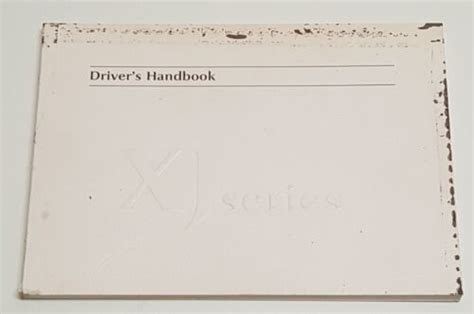 Driver's Handbook
XJ series